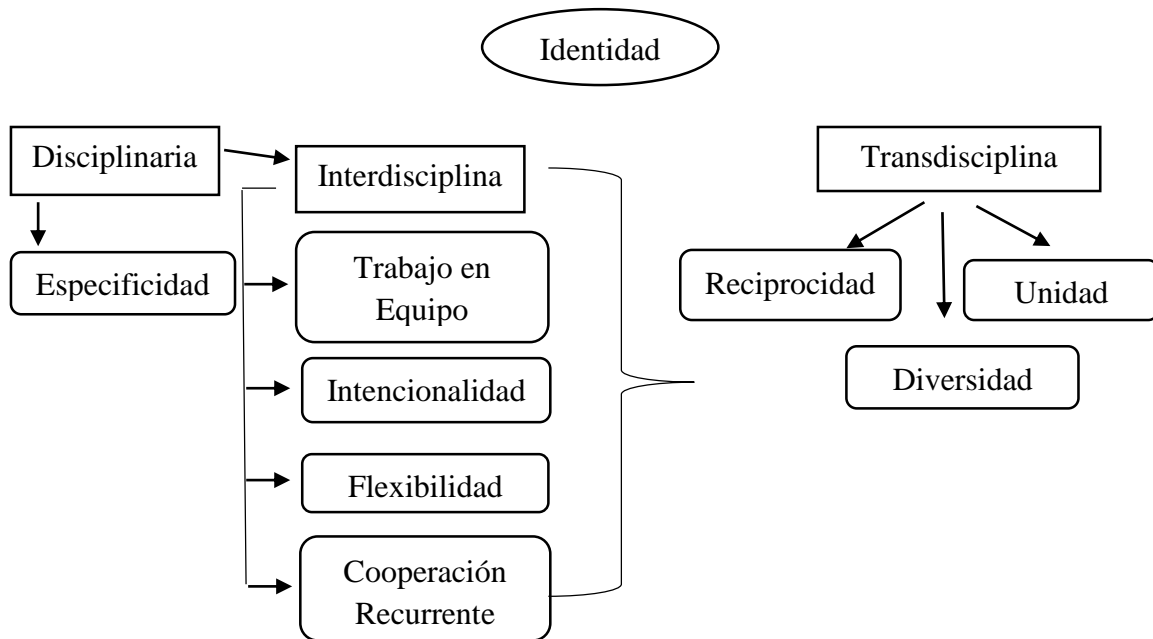 Identidad
Disciplinaria
Interdisciplina
Transdisciplina
Especificidad
Trabajo en
Equipo
Reciprocidad
Unidad
Diversidad
Intencionalidad
Flexibilidad
Cooperación
Recurrente